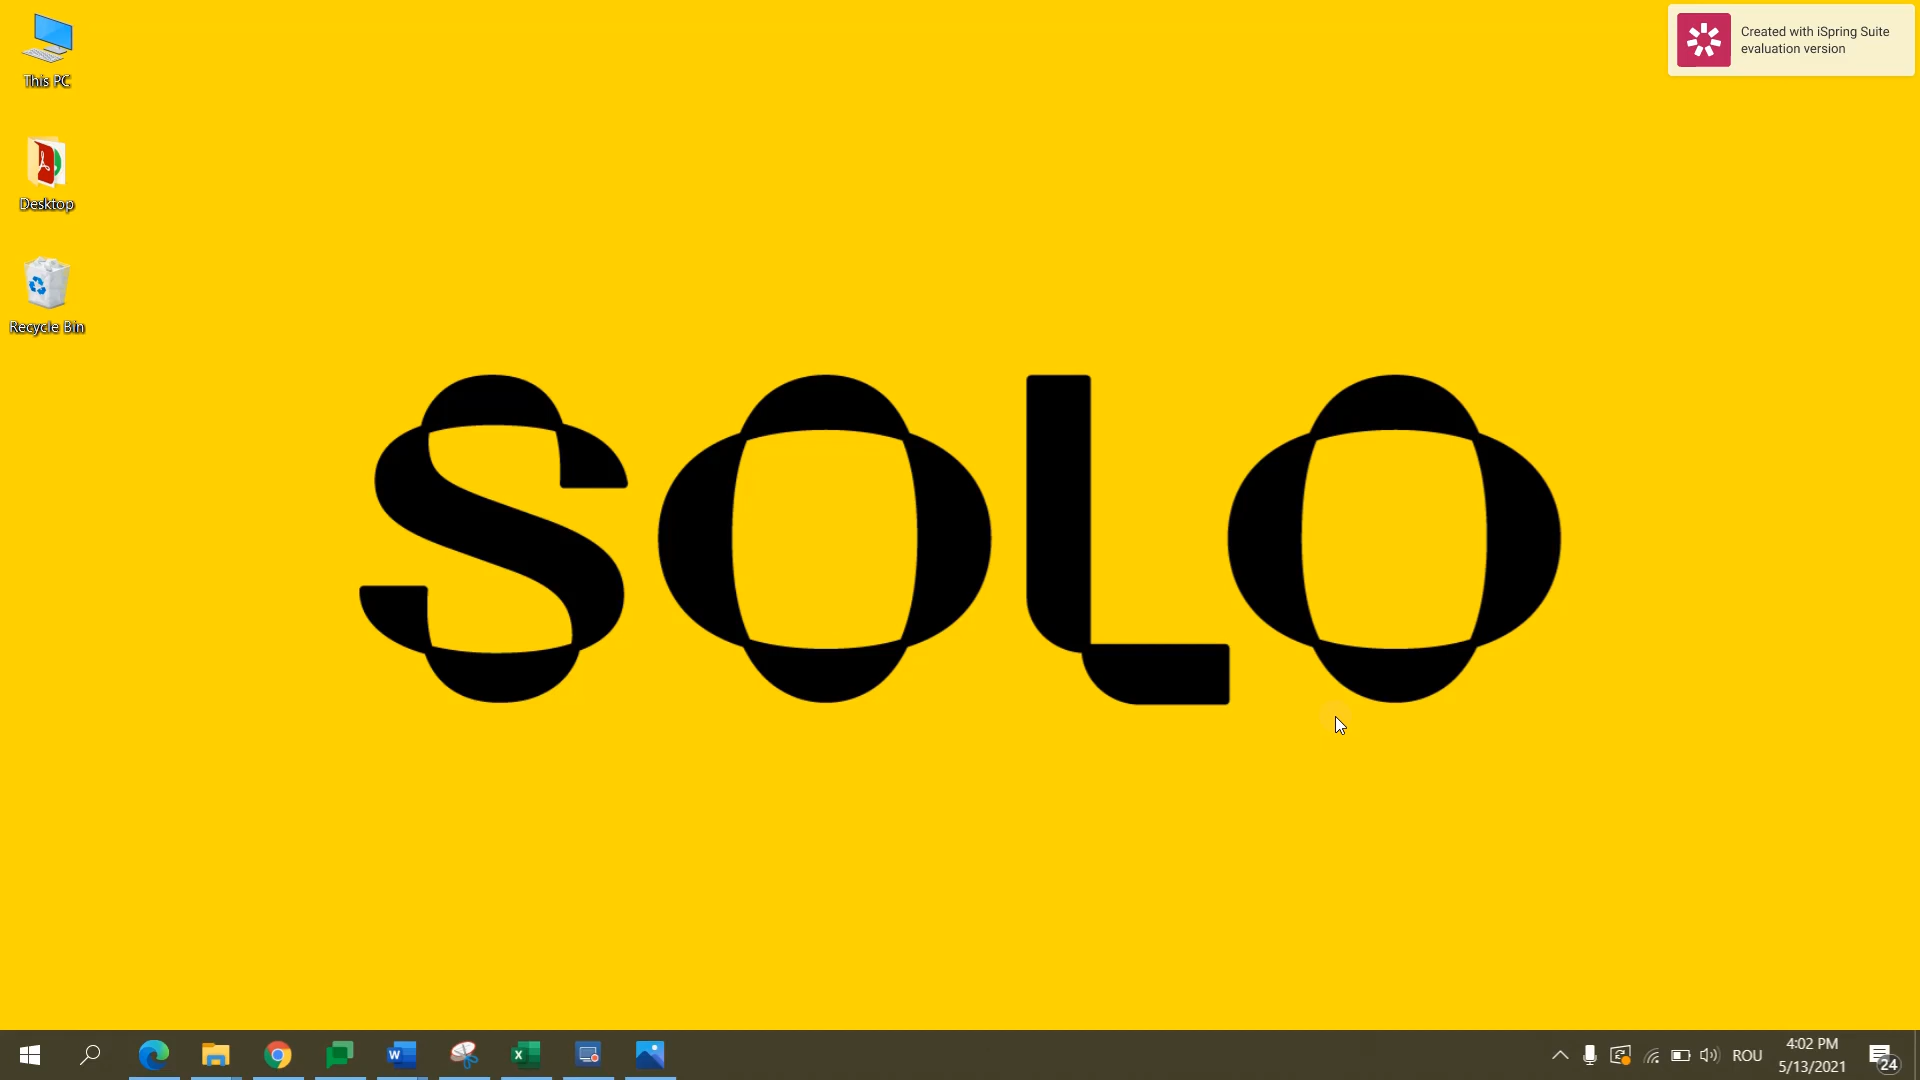 This PC
Desktop
Recycle Bin
Created with iSpring Suite
evaluation version
SOLO
ROU
4:02 PM
5/13/2021
24